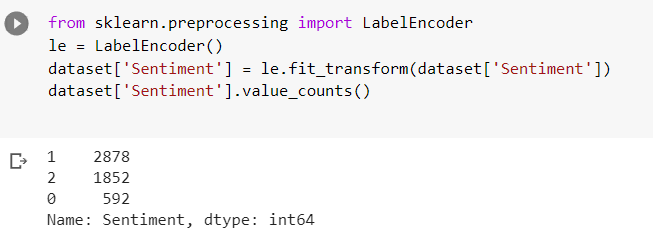 from sklearn.preprocessing import LabelEncoder
le = LabelEncoder()
dataset['Sentiment'] = le.fit_transform(dataset['Sentiment'])
dataset['Sentiment'].value_counts()
1    2878
2    1852
0     592
Name: Sentiment, dtype: int64